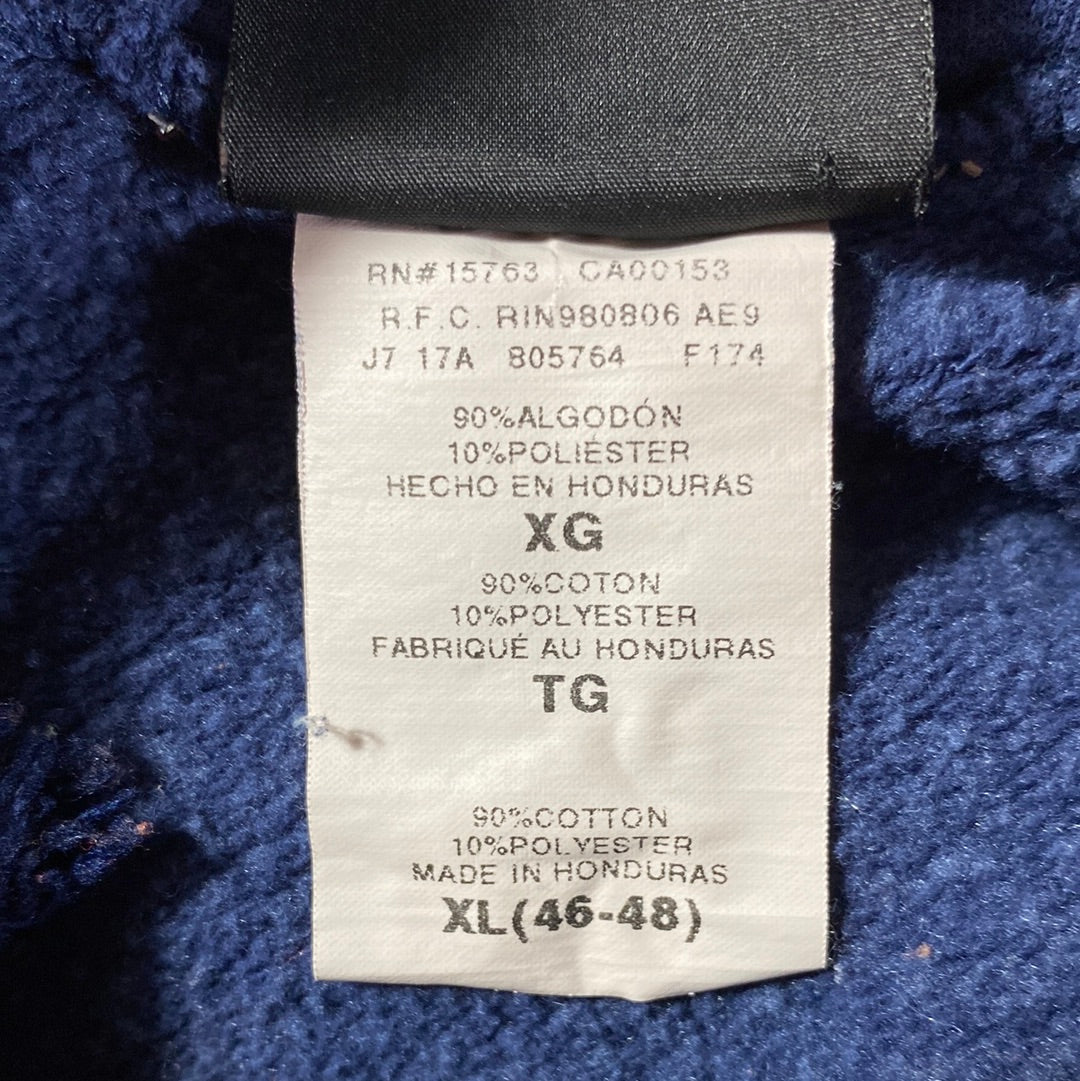 RN#15763 CA00153
R.F.C. RIN980806 AE9
J7 17A 805764 F174
90%ALGODÓN
10%POLIÉSTER
HECHO EN HONDURAS
XG
90%COTON
10%POLYESTER
FABRIQUÉ AU HONDURAS
TG
90%COTTON
10%POLYESTER
MADE IN HONDURAS
XL(46-48)